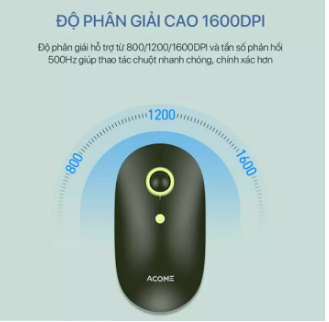 ĐỘ PHÂN GIẢI CAO 1600DPI
Độ phân giải hỗ trợ từ 800/1200/1600DPI và tần số phản hồi
500Hz giúp thao tác chuột nhanh chóng, chính xác hơn
800
1200
1600
ACOME